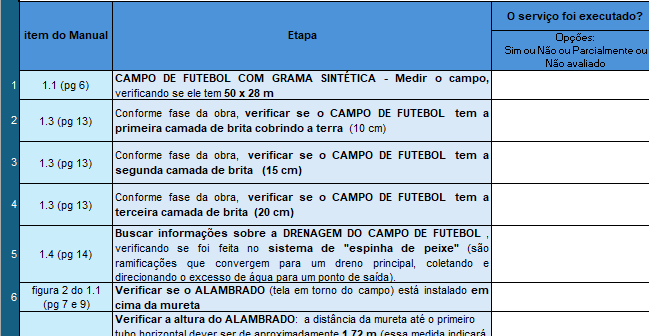 item do Manual
Etapa
O serviço foi executado?
Opções:
Sim ou Não ou Parcialmente ou
Não avaliado
1
1.1 (pg 6)
CAMPO DE FUTEBOL COM GRAMA SINTÉTICA - Medir o campo,
verificando se ele tem 50 x 28 m
2
1.3 (pg 13)
Conforme fase da obra, verificar se o CAMPO DE FUTEBOL tem a
primeira camada de brita cobrindo a terra (10 cm)
3
1.3 (pg 13)
Conforme fase da obra, verificar se o CAMPO DE FUTEBOL tem a
segunda camada de brita (15 cm)
4
1.3 (pg 13)
Conforme fase da obra, verificar se o CAMPO DE FUTEBOL tem a
terceira camada de brita (20 cm)
5
1.4 (pg 14)
Buscar informações sobre a DRENAGEM DO CAMPO DE FUTEBOL ,
verificando se foi feita no sistema de "espinha de peixe" (são
ramificações que convergem para um dreno principal, coletando e
direcionando o excesso de água para um ponto de saída).
6
figura 2 do 1.1
(pg 7 e 9)
Verificar se o ALAMBRADO (tela em torno do campo) está instalado em
cima da mureta
Verificar a altura do ALAMBRADO: a distância da mureta até o primeiro
tubo horizontal dever ser de aproximadamente 1,72 m (essa medida indicará